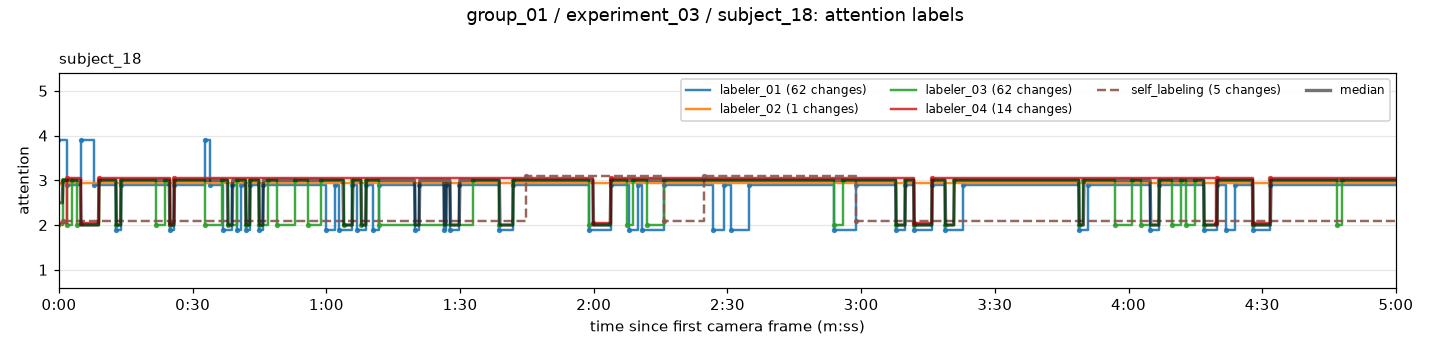 group_01 / experiment_03 / subject_18: attention labels
subject_18
labeler_01 (62 changes)
labeler_02 (1 changes)
labeler_03 (62 changes)
labeler_04 (14 changes)
self_labeling (5 changes)
median
attention
5
4
3
2
1
0:00 0:30 1:00 1:30 2:00 2:30 3:00 3:30 4:00 4:30 5:00
time since first camera frame (m:ss)